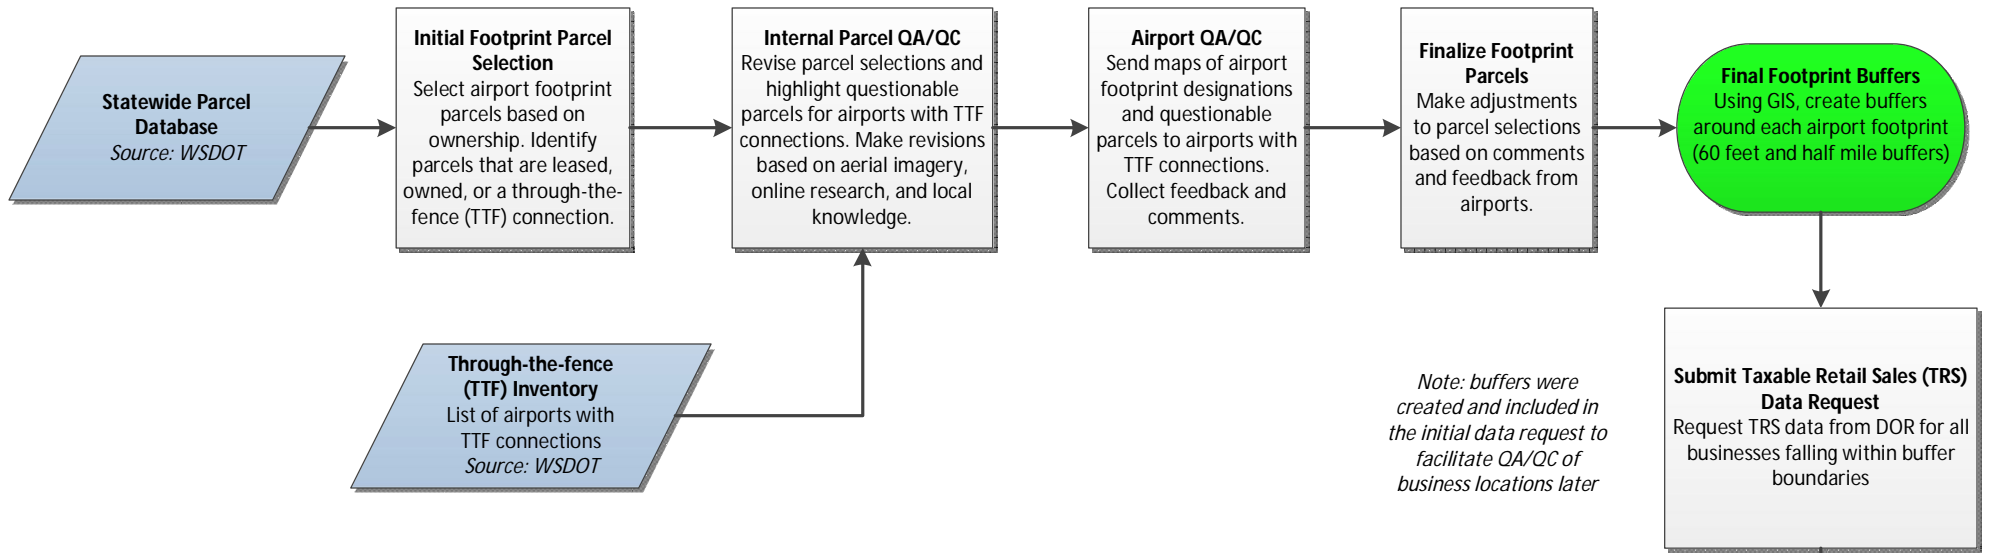 Statewide Parcel
Database
Source: WSDOT
Initial Footprint Parcel
Selection
Select airport footprint
parcels based on
ownership. Identify
parcels that are leased,
owned, or a through-the-
fence (TTF) connection.
Internal Parcel QA/QC
Revise parcel selections and
highlight questionable
parcels for airports with TTF
connections. Make revisions
based on aerial imagery,
online research, and local
knowledge.
Airport QA/QC
Send maps of airport
footprint designations
and questionable
parcels to airports with
TTF connections.
Collect feedback and
comments.
Finalize Footprint
Parcels
Make adjustments
to parcel selections
based on comments
and feedback from
airports.
Final Footprint Buffers
Using GIS, create buffers
around each airport footprint
(60 feet and half mile buffers)
Through-the-fence
(TTF) Inventory
List of airports with
TTF connections
Source: WSDOT
Note: buffers were
created and included in
the initial data request to
facilitate QA/QC of
business locations later
Submit Taxable Retail Sales (TRS)
Data Request
Request TRS data from DOR for all
businesses falling within buffer
boundaries